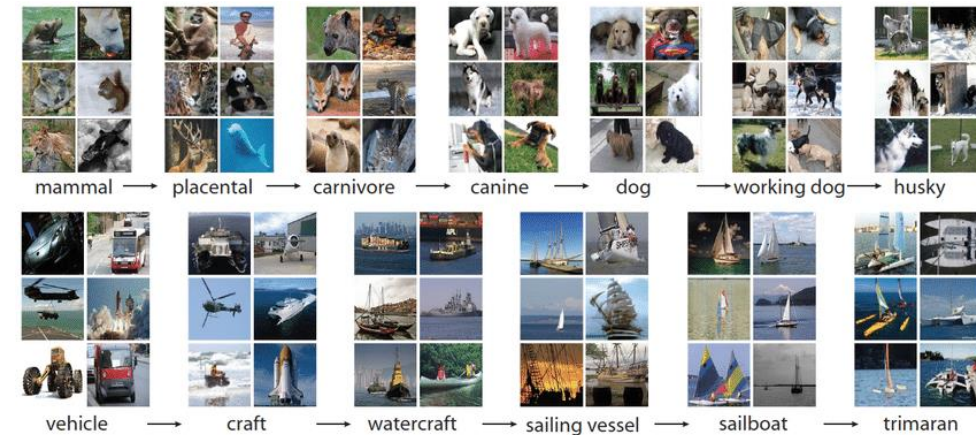 mammal → placental → carnivore → canine → dog → working dog → husky
vehicle → craft → watercraft → sailing vessel → sailboat → trimaran